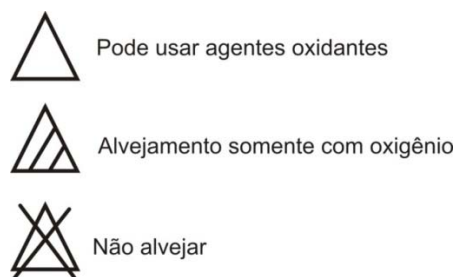 Pode usar agentes oxidantes
Alvejamento somente com oxigênio
Não alvejar